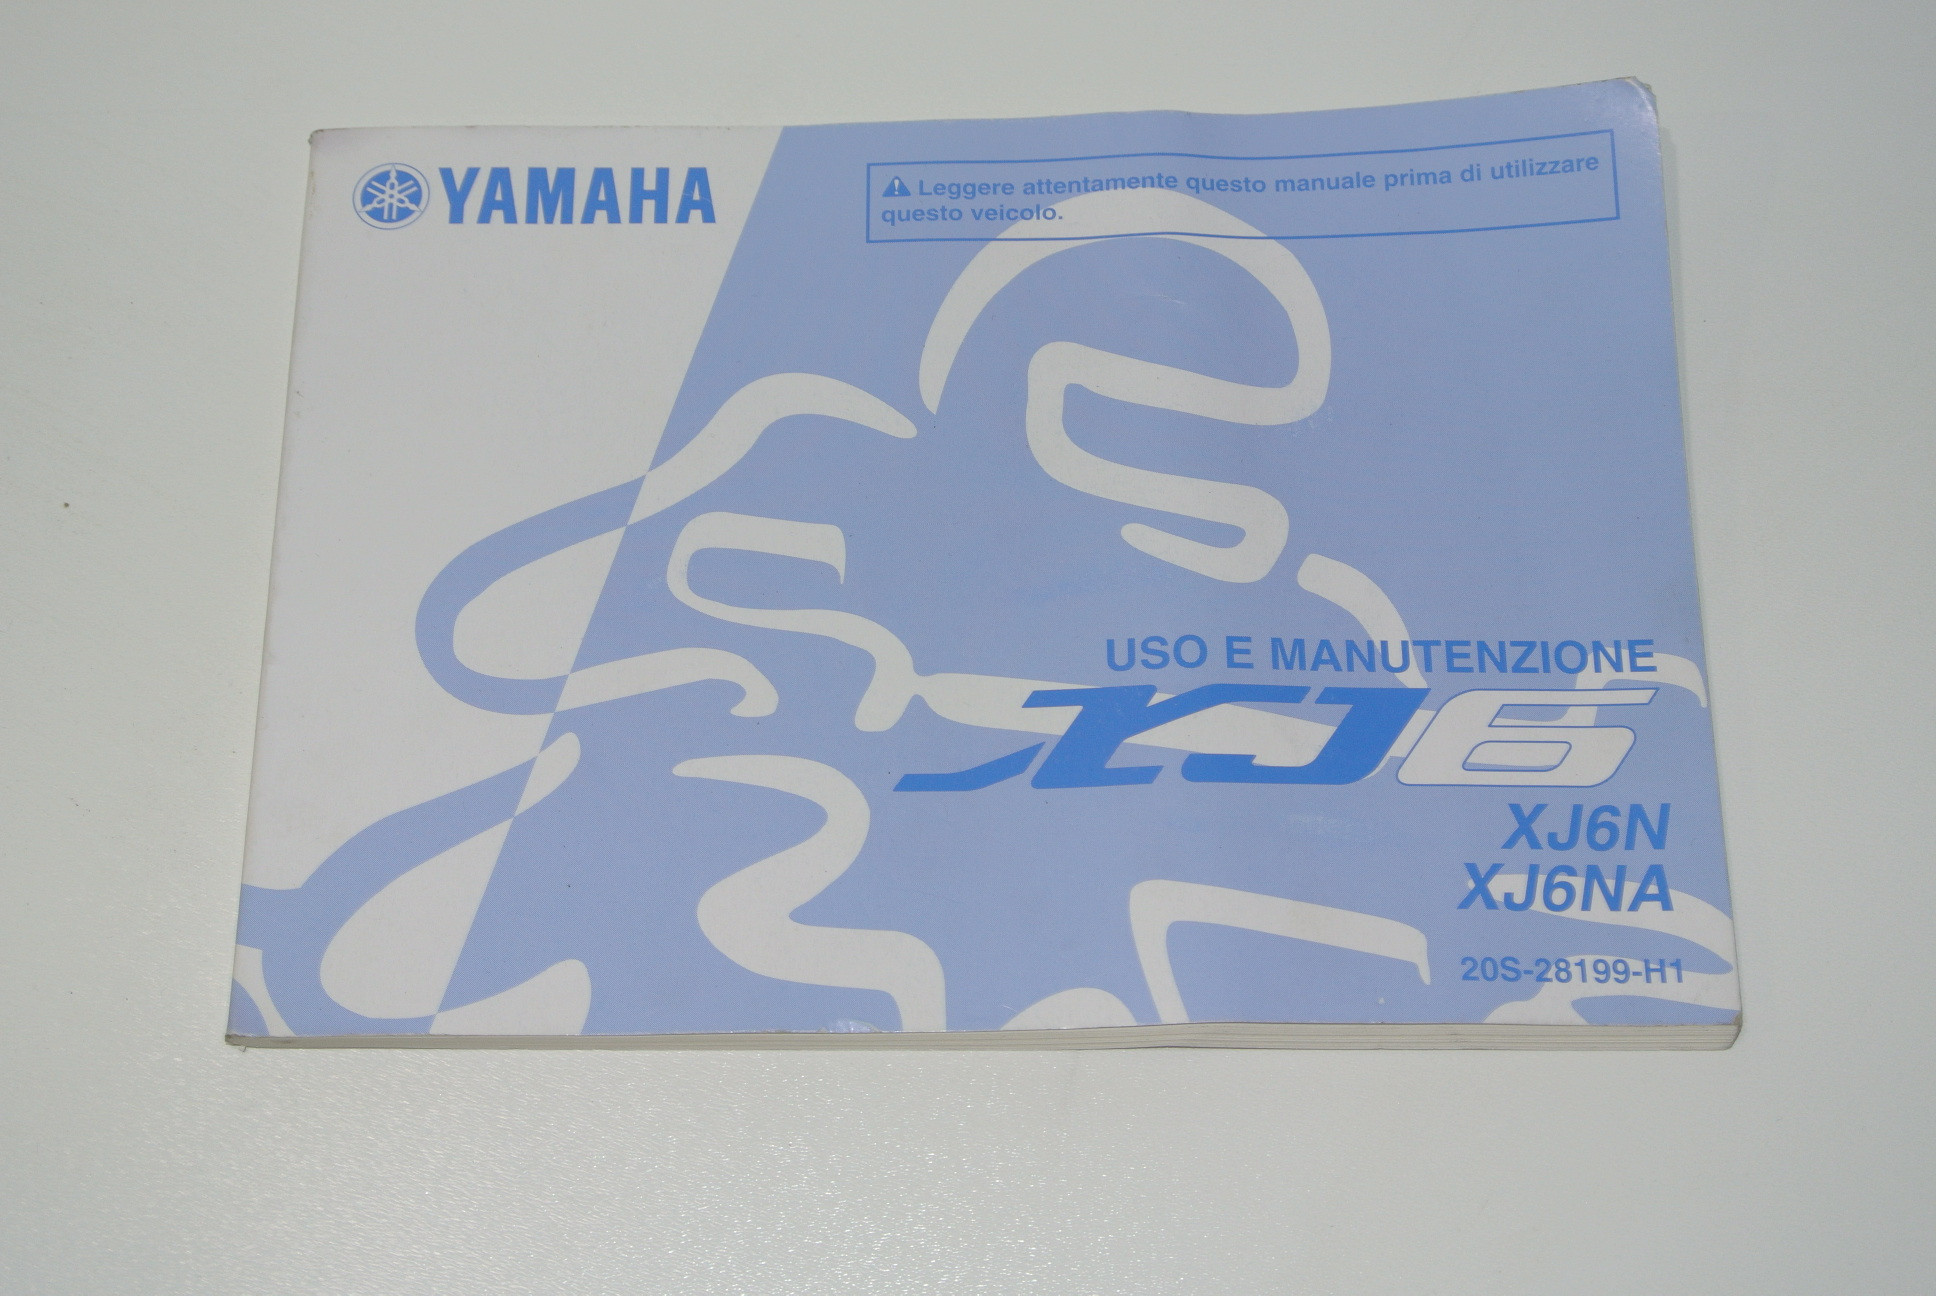 YAMAHA
Leggere attentamente questo manuale prima di utilizzare
questo veicolo.
USO E MANUTENZIONE
XJ6
XJ6N
XJ6NA
20S-28199-H1